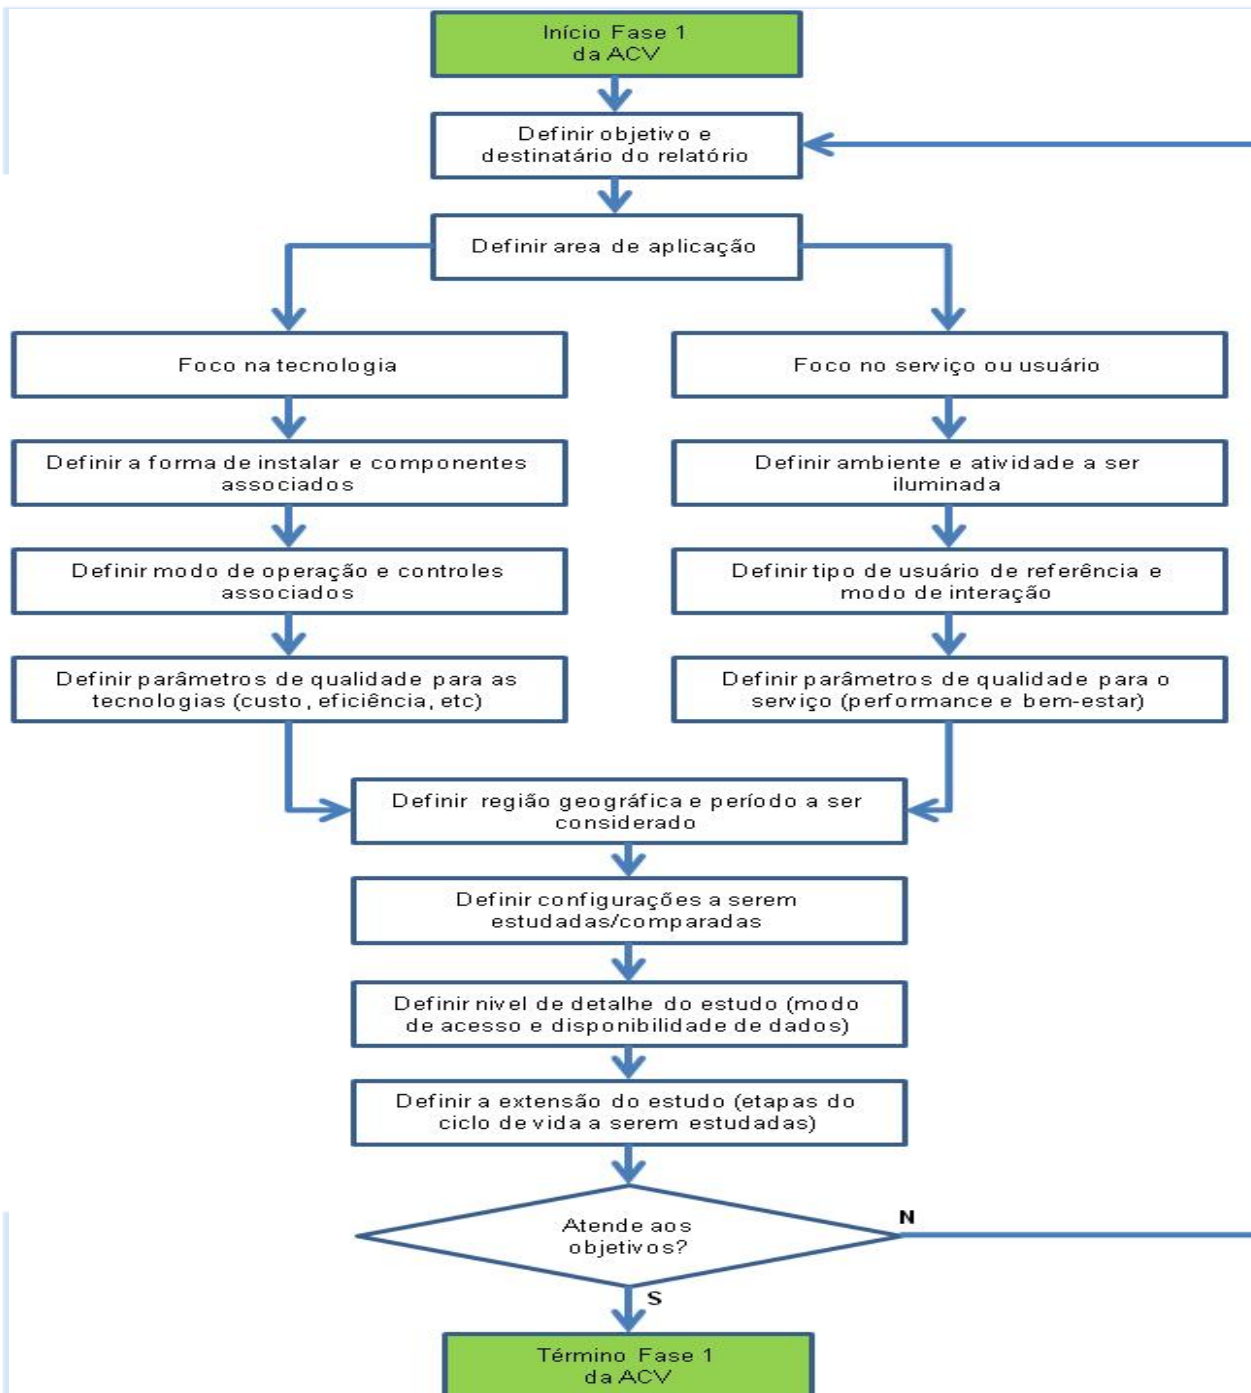 Início Fase 1
da ACV
Definir objetivo e
destinatário do relatório
Definir area de aplicação
Foco na tecnologia
Foco no serviço ou usuário
Definir a forma de instalar e componentes
associados
Definir ambiente e atividade a ser
iluminada
Definir modo de operação e controles
associados
Definir tipo de usuário de referência e
modo de interação
Definir parâmetros de qualidade para as
tecnologias (custo, eficiência, etc)
Definir parâmetros de qualidade para o
serviço (performance e bem-estar)
Definir região geográfica e período a ser
considerado
Definir configurações a serem
estudadas/comparadas
Definir nivel de detalhe do estudo (modo
de acesso e disponibilidade de dados)
Definir a extensão do estudo (etapas do
ciclo de vida a serem estudadas)
Atende aos
objetivos?
N
S
Término Fase 1
da ACV